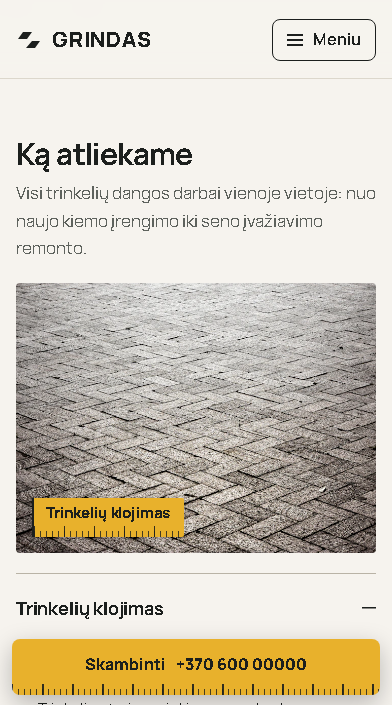 GRINDAS
Meniu
Ką atliekame
Visi trinkelių dangos darbai vienoje vietoje: nuo
naujo kiemo įrengimo iki seno įvažiavimo
remonto.
Trinkelių klojimas
Trinkelių klojimas
Skambinti +370 600 00000